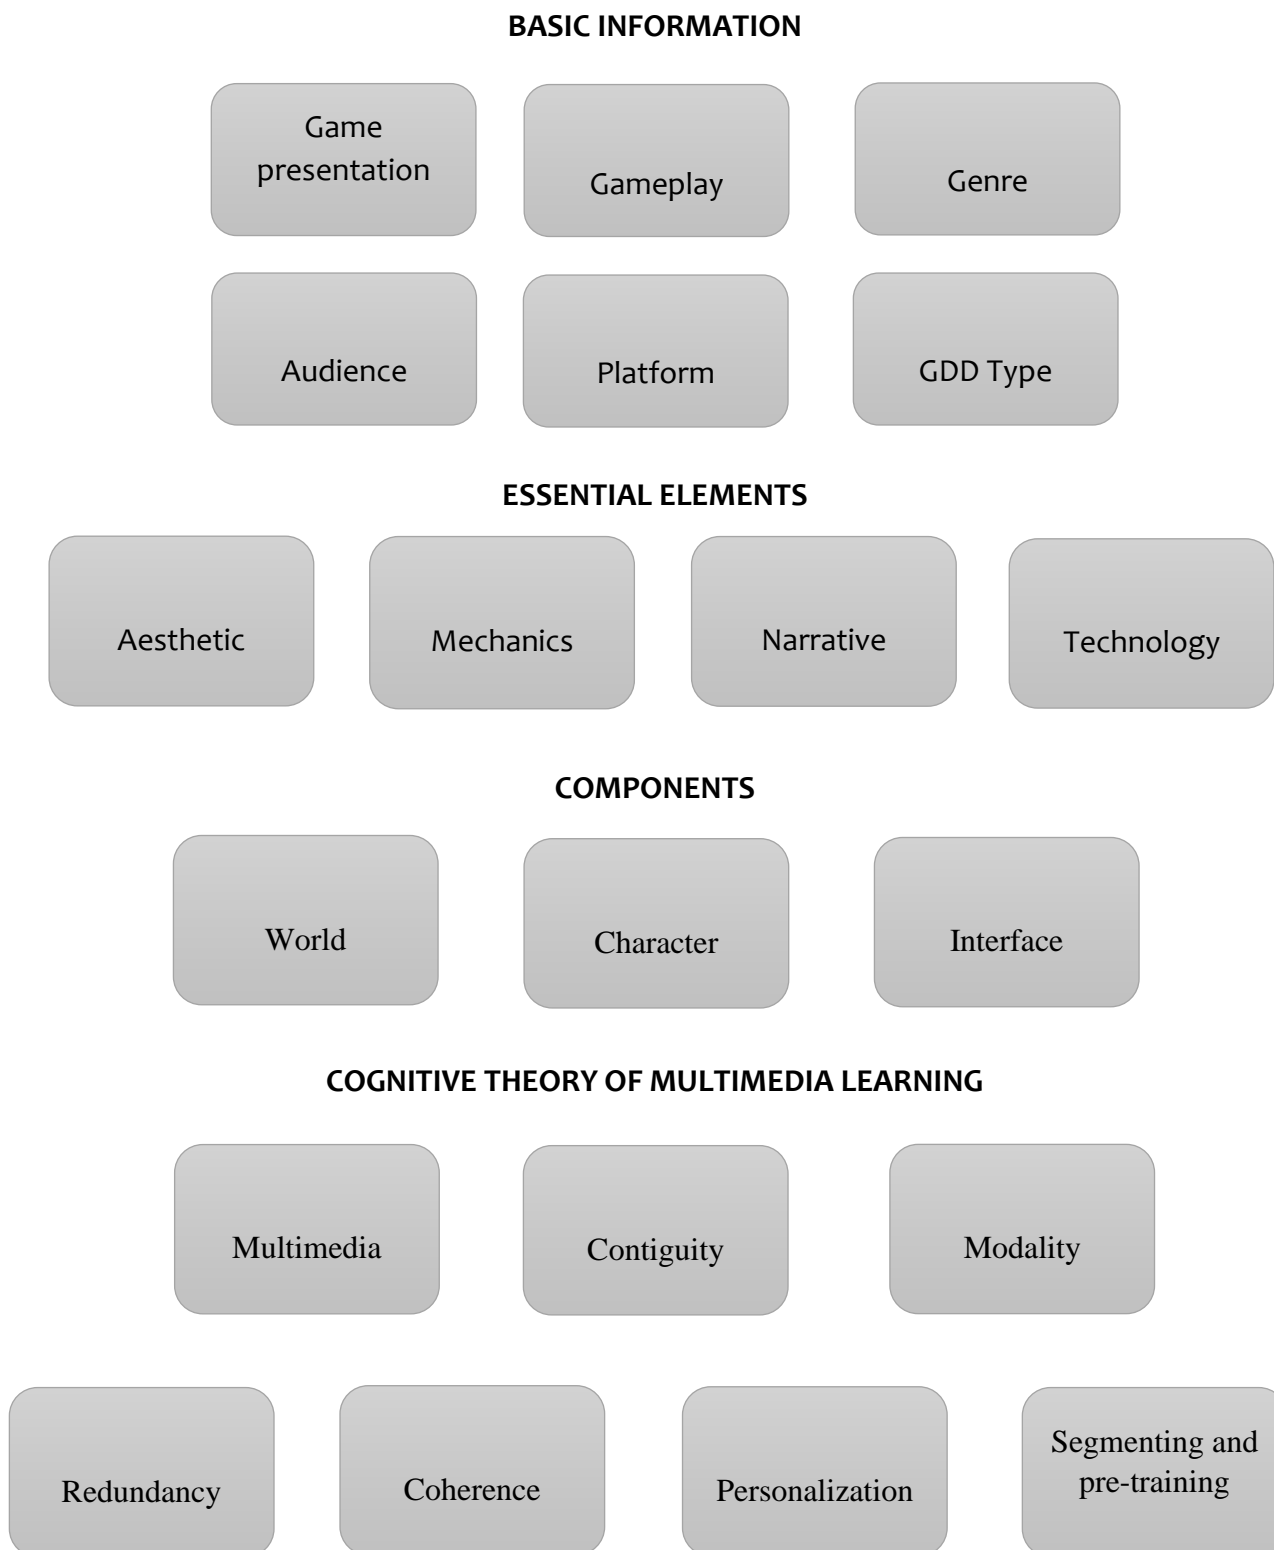 BASIC INFORMATION
Game
presentation
Gameplay
Genre
Audience
Platform
GDD Type
ESSENTIAL ELEMENTS
Aesthetic
Mechanics
Narrative
Technology
COMPONENTS
World
Character
Interface
COGNITIVE THEORY OF MULTIMEDIA LEARNING
Multimedia
Contiguity
Modality
Redundancy
Coherence
Personalization
Segmenting and
pre-training